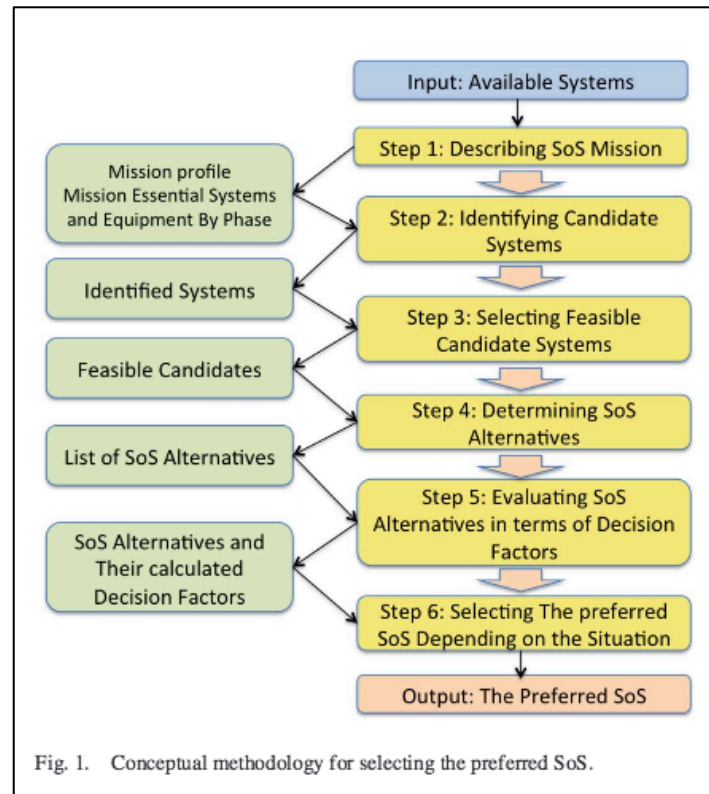 Input: Available Systems
Step 1: Describing SoS Mission
Mission profile
Mission Essential Systems
and Equipment By Phase
Step 2: Identifying Candidate
Systems
Identified Systems
Step 3: Selecting Feasible
Candidate Systems
Feasible Candidates
Step 4: Determining SoS
Alternatives
List of SoS Alternatives
Step 5: Evaluating SoS
Alternatives in terms of Decision
Factors
SoS Alternatives and
Their calculated
Decision Factors
Step 6: Selecting The preferred
SoS Depending on the Situation
Output: The Preferred SoS
Fig. 1. Conceptual methodology for selecting the preferred SoS.